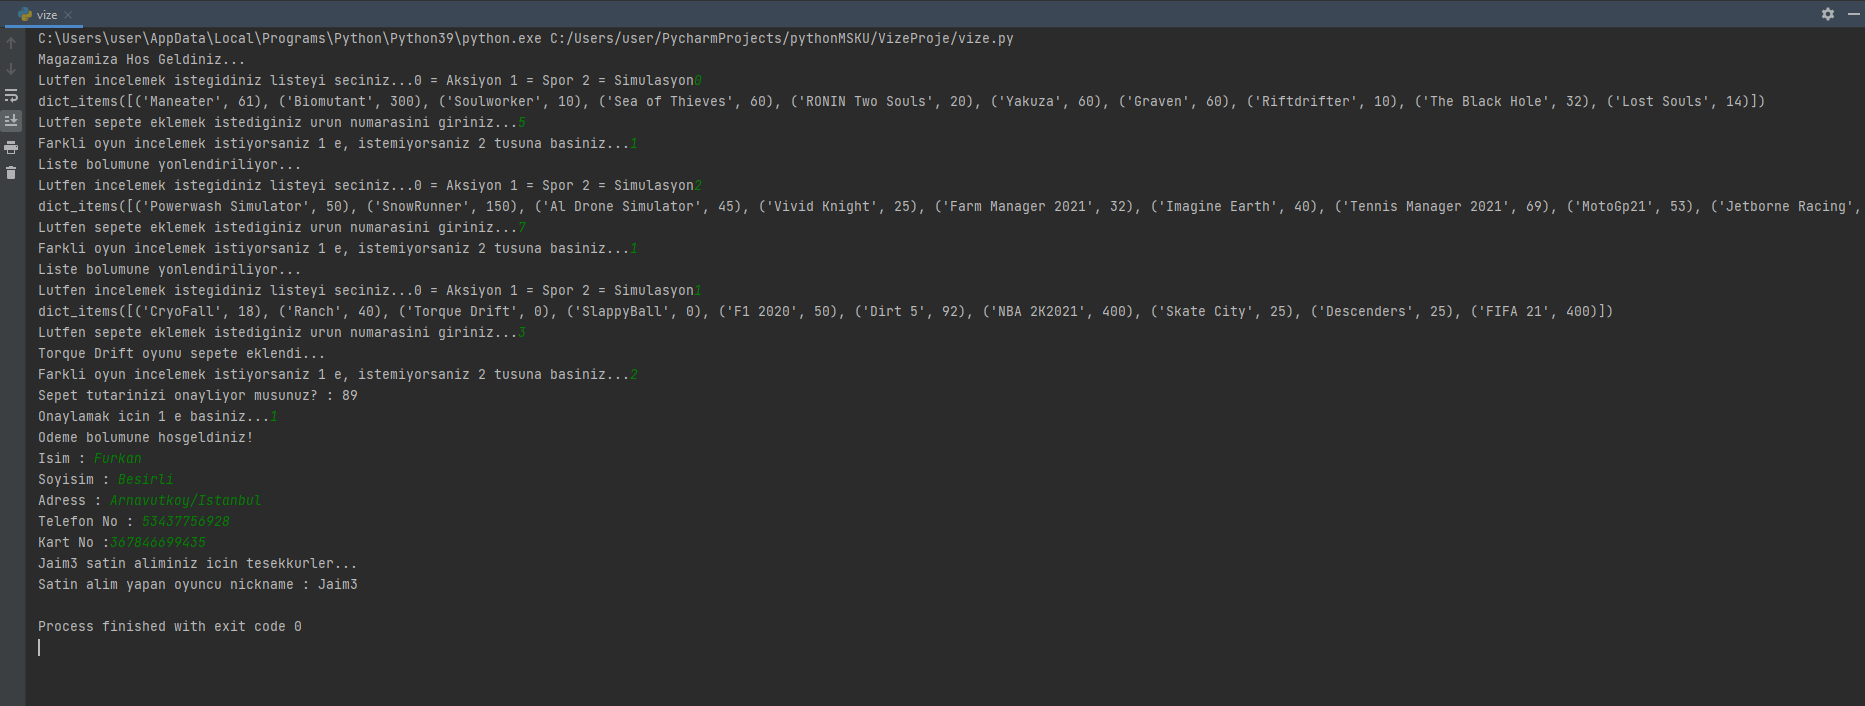 vize
C:\Users\user\AppData\Local\Programs\Python\Python39\python.exe C:/Users/user/PycharmProjects/pythonMSKU/VizeProje/vize.py
Magazamiza Hos Geldiniz...
Lutfen incelemek istegidiniz listeyi seciniz...0 = Aksiyon 1 = Spor 2 = Simulasyon0
dict_items([('Maneater', 61), ('Biomutant', 300), ('Soulworker', 10), ('Sea of Thieves', 60), ('RONIN Two Souls', 20), ('Yakuza', 60), ('Graven', 60), ('Riftdrifter', 10), ('The Black Hole', 32), ('Lost Souls', 14)])
Lutfen sepete eklemek istediginiz urun numarasini giriniz...5
Farkli oyun incelemek istiyorsaniz 1 e, istemiyorsaniz 2 tusuna basiniz...1
Liste bolumune yonlendiriliyor...
Lutfen incelemek istegidiniz listeyi seciniz...0 = Aksiyon 1 = Spor 2 = Simulasyon2
dict_items([('Powerwash Simulator', 50), ('SnowRunner', 150), ('Al Drone Simulator', 45), ('Vivid Knight', 25), ('Farm Manager 2021', 32), ('Imagine Earth', 40), ('Tennis Manager 2021', 69), ('MotoGp21', 53), ('Jetborne Racing',
Lutfen sepete eklemek istediginiz urun numarasini giriniz...7
Farkli oyun incelemek istiyorsaniz 1 e, istemiyorsaniz 2 tusuna basiniz...1
Liste bolumune yonlendiriliyor...
Lutfen incelemek istegidiniz listeyi seciniz...0 = Aksiyon 1 = Spor 2 = Simulasyon1
dict_items([('CryoFall', 18), ('Ranch', 40), ('Torque Drift', 0), ('SlappyBall', 0), ('F1 2020', 50), ('Dirt 5', 92), ('NBA 2K2021', 400), ('Skate City', 25), ('Descenders', 25), ('FIFA 21', 400)])
Lutfen sepete eklemek istediginiz urun numarasini giriniz...3
Torque Drift oyunu sepete eklendi...
Farkli oyun incelemek istiyorsaniz 1 e, istemiyorsaniz 2 tusuna basiniz...2
Sepet tutarinizi onayliyor musunuz? : 89
Onaylamak icin 1 e basiniz...1
Odeme bolumune hosgeldiniz!
Isim : Furkan
Soyisim : Besirli
Adress : Arnavutkoy/Istanbul
Telefon No : 53437756928
Kart No :367846699435
Jaim3 satin aliminiz icin tesekkurler...
Satin alim yapan oyuncu nickname : Jaim3
Process finished with exit code 0